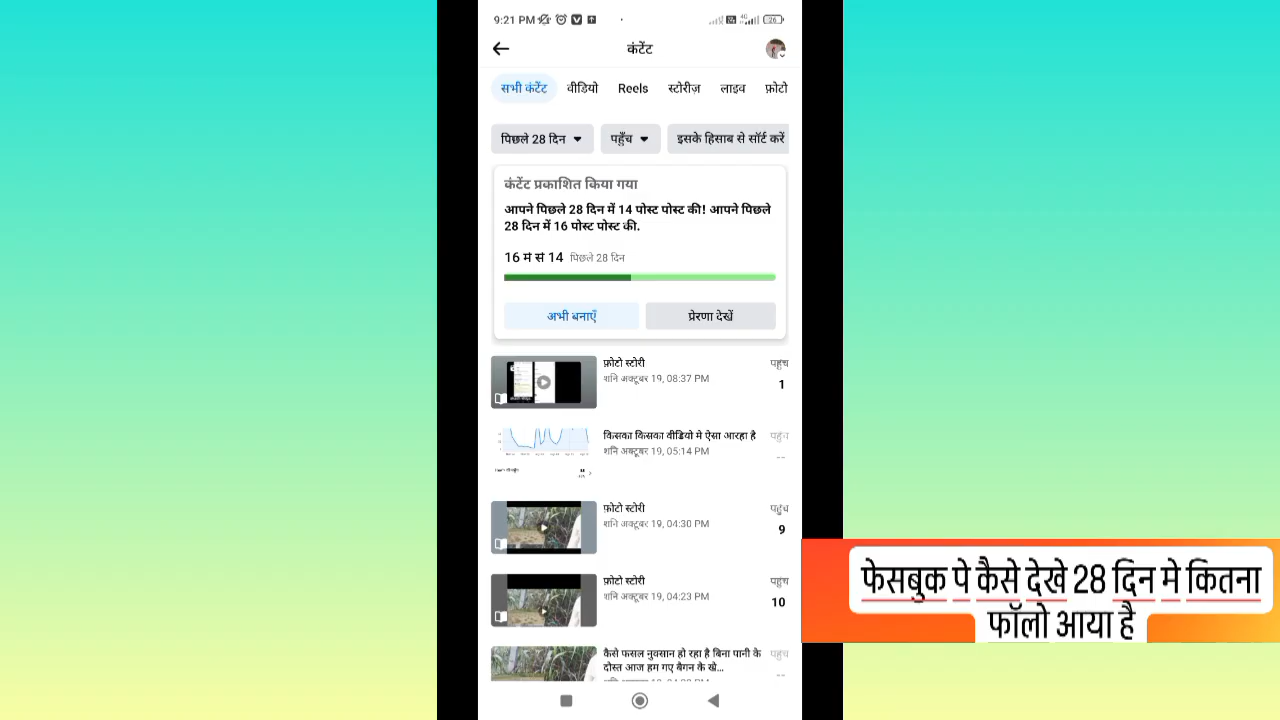 9:21 PM
कंटेंट
सभी कंटेंट वीडियो Reels स्टोरीज़ लाइव फ़ोटो
पिछले 28 दिन पहुँच इसके हिसाब से सॉर्ट करें
कंटेंट प्रकाशित किया गया
आपने पिछले 28 दिन में 14 पोस्ट पोस्ट की! आपने पिछले
28 दिन में 16 पोस्ट पोस्ट की.
16 में से 14 पिछले 28 दिन
अभी बनाएँ प्रेरणा देखें
फ़ोटो स्टोरी पहुंच
शनि अक्टूबर 19, 08:37 PM 1
किसका किसका वीडियो मे ऐसा आरहा है पहुंच
शनि अक्टूबर 19, 05:14 PM --
फ़ोटो स्टोरी पहुंच
शनि अक्टूबर 19, 04:30 PM 9
फ़ोटो स्टोरी पहुंच
शनि अक्टूबर 19, 04:23 PM 10
कैसे फसल नुक्सान हो रहा है बिना पानी के पहुंच
दोस्त आज हम गए बैगन के खे... --
फेसबुक पे कैसे देखे 28 दिन मे कितना
फॉलो आया है